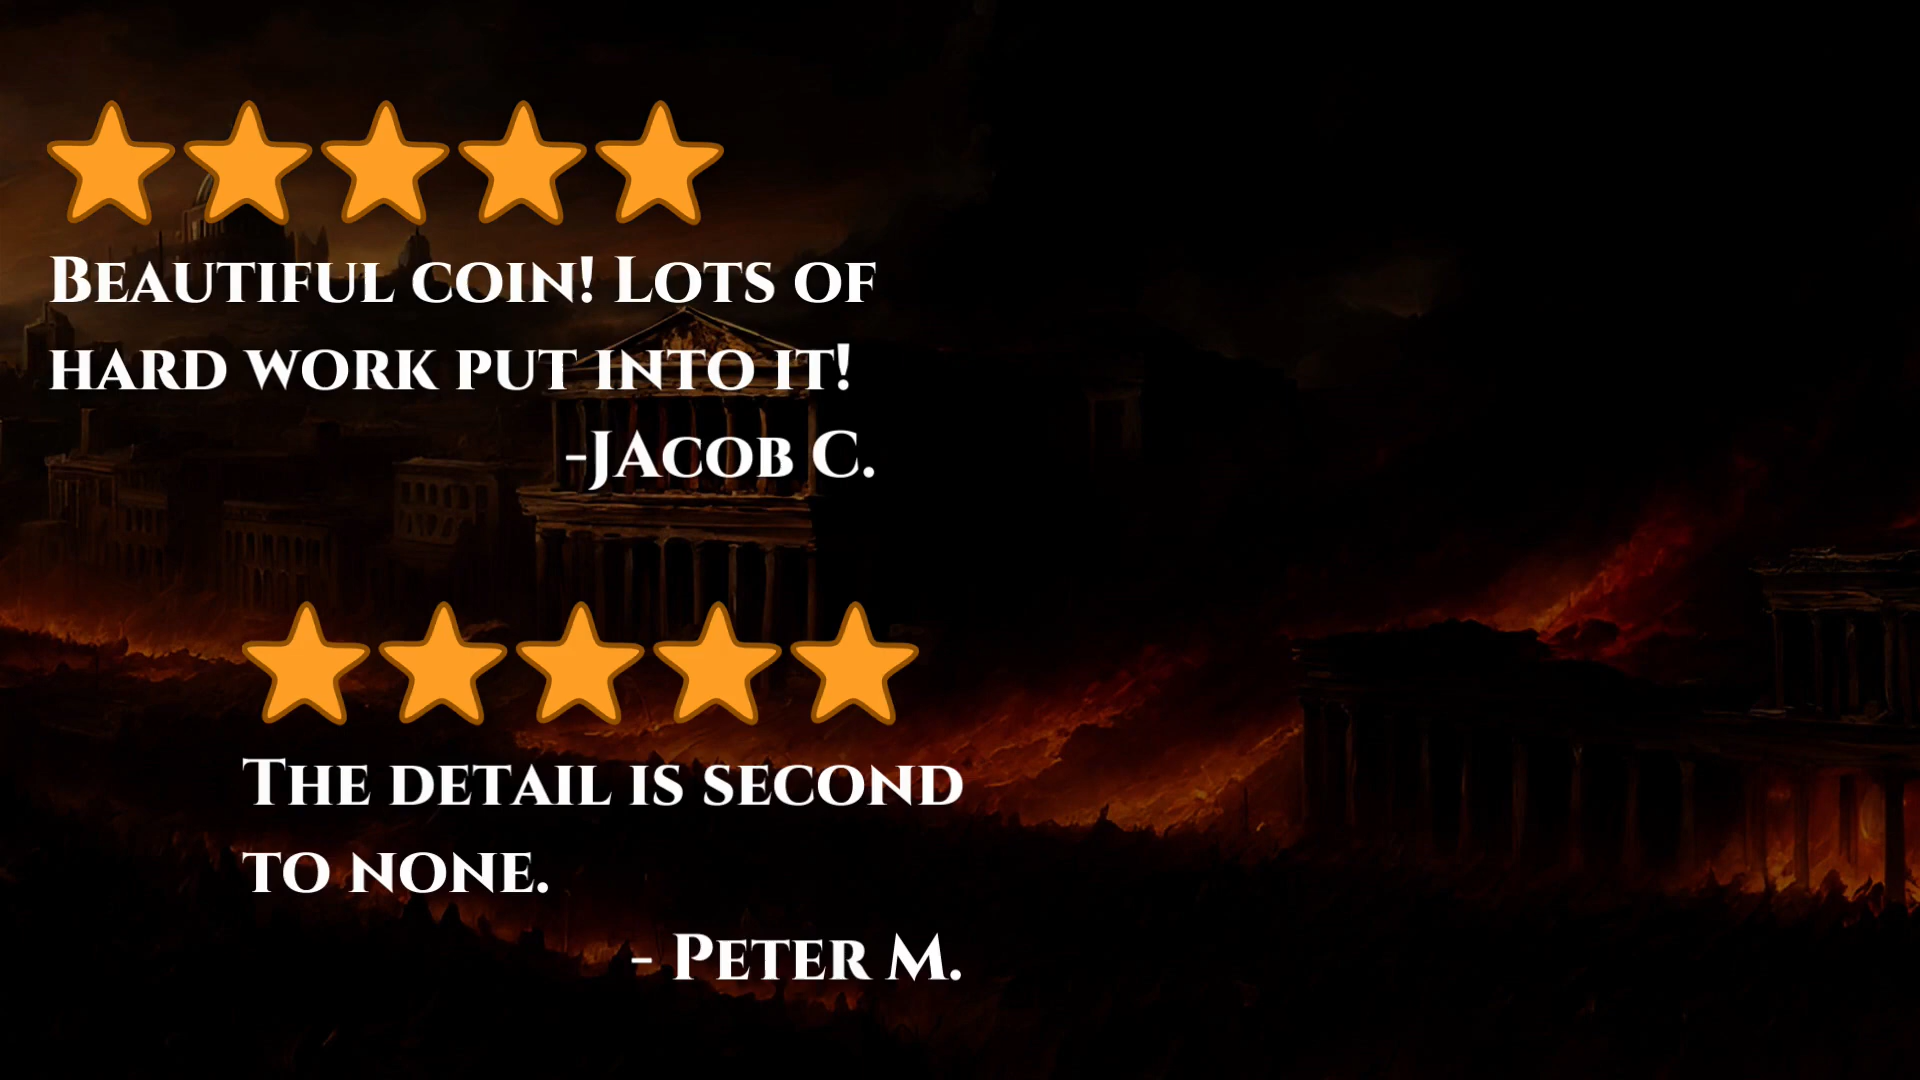 Beautiful coin! Lots of
hard work put into it!
-JAcob C.
The detail is second
to none.
- Peter M.